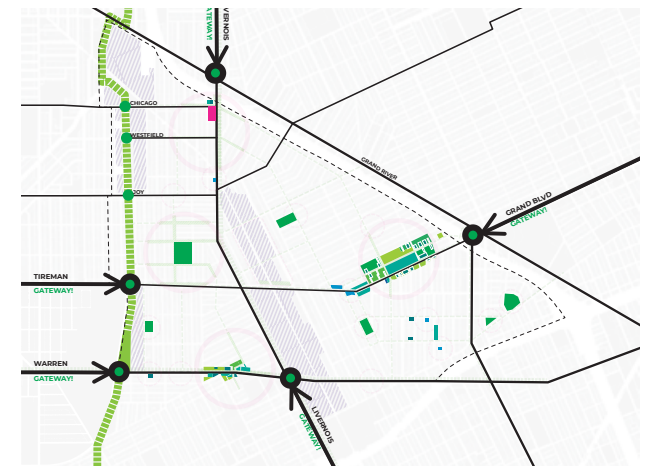 LIVERNOIS
GATEWAY!
CHICAGO
WESTFIELD
JOY
GRAND RIVER
GRAND BLVD
GATEWAY!
TIREMAN
GATEWAY!
WARREN
GATEWAY!
LIVERNOIS
GATEWAY!